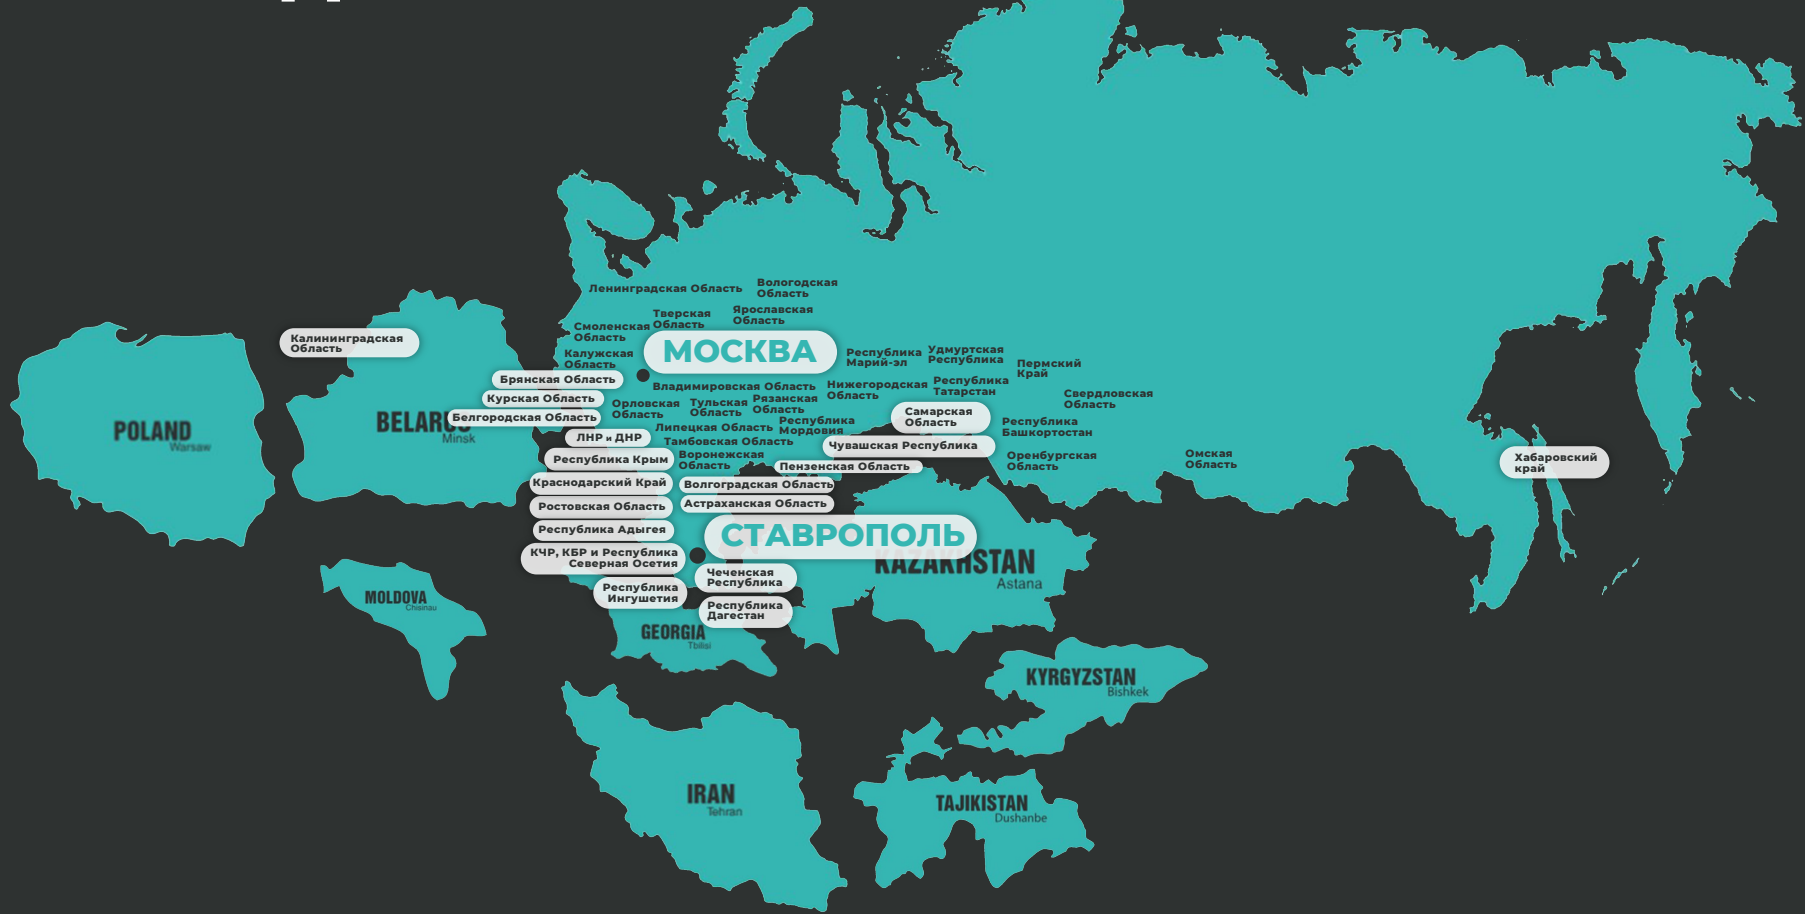 Ленинградская Область
Вологодская
Область
Тверская
Область
Ярославская
Область
Смоленская
Область
Калининградская
Область
МОСКВА
Калужская
Область
Республика
Марий-эл
Удмуртская
Республика
Пермский
Край
Брянская Область
Владимировская Область
Нижегородская
Область
Республика
Татарстан
Свердловская
Область
Курская Область
Орловская
Область
Тульская
Область
Рязанская
Область
Самарская
Область
Белгородская Область
Липецкая Область
Республика
Мордовия
Республика
Башкортостан
POLAND
Warsaw
BELARUS
Minsk
ЛНР и ДНР
Тамбовская Область
Чувашская Республика
Республика Крым
Воронежская
Область
Пензенская Область
Оренбургская
Область
Омская
Область
Хабаровский
край
Краснодарский Край
Волгоградская Область
Ростовская Область
Астраханская Область
Республика Адыгея
СТАВРОПОЛЬ
КЧР, КБР и Республика
Северная Осетия
KAZAKHSTAN
Astana
Чеченская
Республика
Республика
Ингушетия
Республика
Дагестан
MOLDOVA
Chisinau
GEORGIA
Tbilisi
KYRGYZSTAN
Bishkek
IRAN
Tehran
TAJIKISTAN
Dushanbe